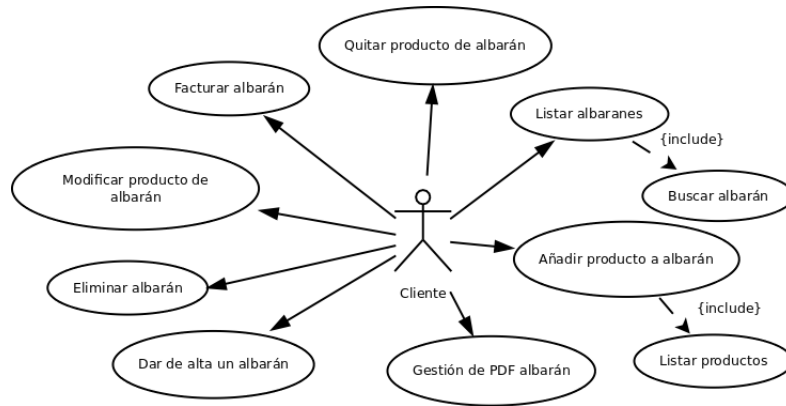 Quitar producto de albarán
Facturar albarán
Listar albaranes
{include}
Modificar producto de
albarán
Buscar albarán
Añadir producto a albarán
Eliminar albarán
Cliente
{include}
Dar de alta un albarán
Gestión de PDF albarán
Listar productos